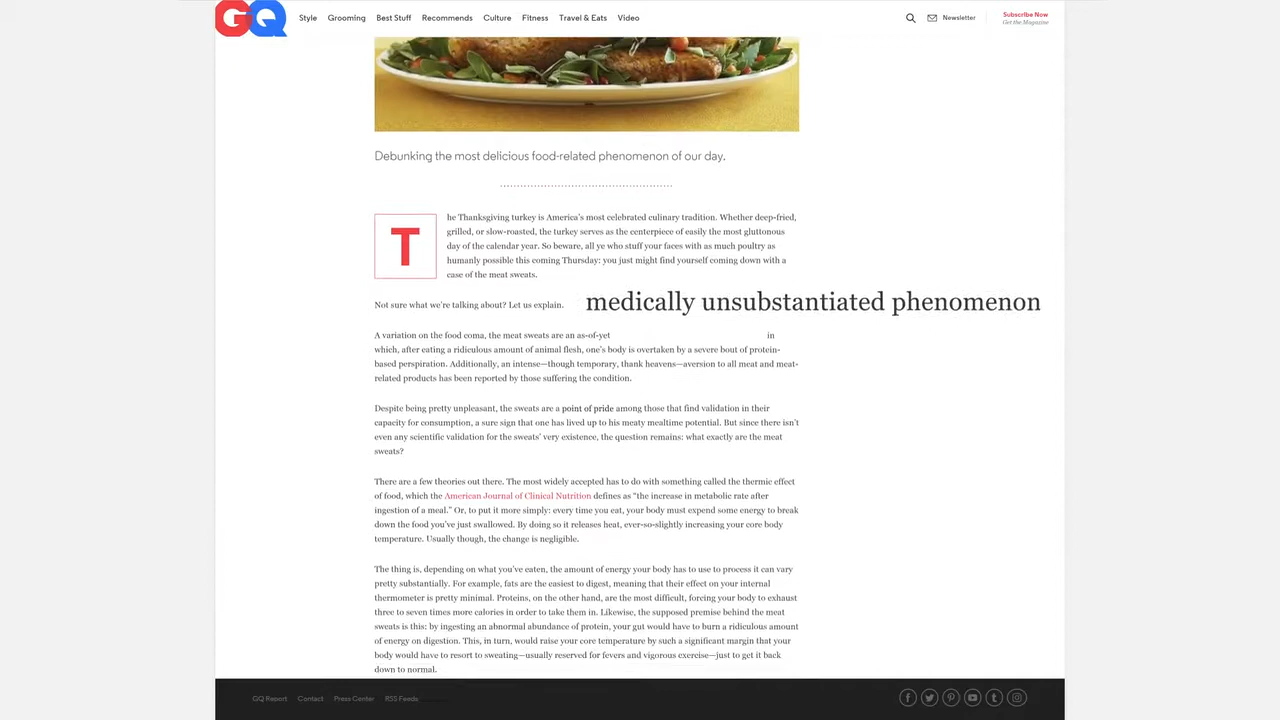 GQ
Style Grooming Best Stuff Recommends Culture Fitness Travel & Eats Video Newsletter Subscribe Now
Get the Magazine
Debunking the most delicious food-related phenomenon of our day.
The Thanksgiving turkey is America's most celebrated culinary tradition. Whether deep-fried,
grilled, or slow-roasted, the turkey serves as the centerpiece of easily the most gluttonous
day of the calendar year. So beware, all ye who stuff your faces with as much poultry as
humanly possible this coming Thursday: you just might find yourself coming down with a
case of the meat sweats.
Not sure what we're talking about? Let us explain.
medically unsubstantiated phenomenon
A variation on the food coma, the meat sweats are an as-of-yet in
which, after eating a ridiculous amount of animal flesh, one's body is overtaken by a severe bout of protein-
based perspiration. Additionally, an intense—though temporary, thank heavens—aversion to all meat and meat-
related products has been reported by those suffering the condition.
Despite being pretty unpleasant, the sweats are a point of pride among those that find validation in their
capacity for consumption, a sure sign that one has lived up to his meaty mealtime potential. But since there isn't
even any scientific validation for the sweats' very existence, the question remains: what exactly are the meat
sweats?
There are a few theories out there. The most widely accepted has to do with something called the thermic effect
of food, which the American Journal of Clinical Nutrition defines as "the increase in metabolic rate after
ingestion of a meal." Or, to put it more simply: every time you eat, your body must expend some energy to break
down the food you've just swallowed. By doing so it releases heat, ever-so-slightly increasing your core body
temperature. Usually though, the change is negligible.
The thing is, depending on what you've eaten, the amount of energy your body has to use to process it can vary
pretty substantially. For example, fats are the easiest to digest, meaning that their effect on your internal
thermometer is pretty minimal. Proteins, on the other hand, are the most difficult, forcing your body to exhaust
three to seven times more calories in order to take them in. Likewise, the supposed premise behind the meat
sweats is this: by ingesting an abnormal abundance of protein, your gut would have to burn a ridiculous amount
of energy on digestion. This, in turn, would raise your core temperature by such a significant margin that your
body would have to resort to sweating—usually reserved for fevers and vigorous exercise—just to get it back
down to normal.
GQ Report Contact Press Center RSS Feeds